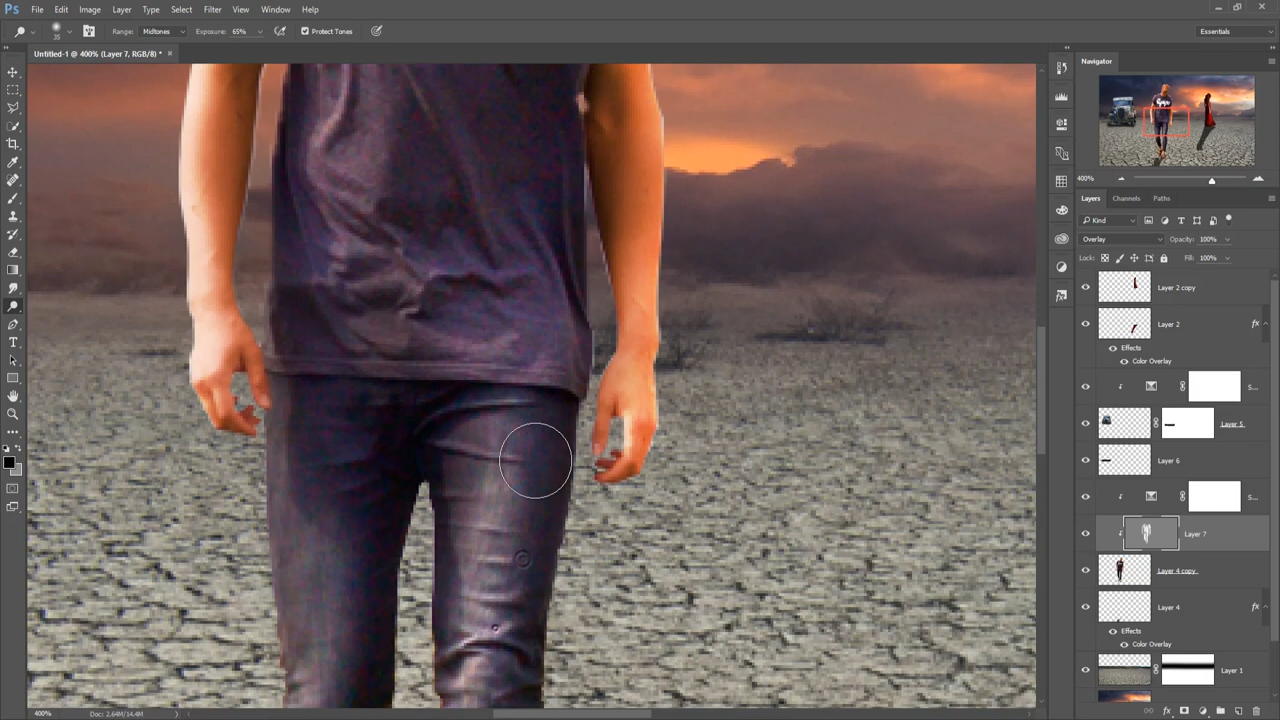 Ps File Edit Image Layer Type Select Filter View Window Help
35 Range: Midtones Exposure: 65% Protect Tones Essentials
Untitled-1 @ 400% (Layer 7, RGB/8) *
Navigator
400%
Layers Channels Paths
Kind
Overlay Opacity: 100%
Lock: Fill: 100%
Layer 2 copy
Layer 2 fx
Effects
Color Overlay
S...
Layer 5
Layer 6
S...
Layer 7
Layer 4 copy
Layer 4 fx
Effects
Color Overlay
Layer 1
400% Doc: 2.64M/14.4M